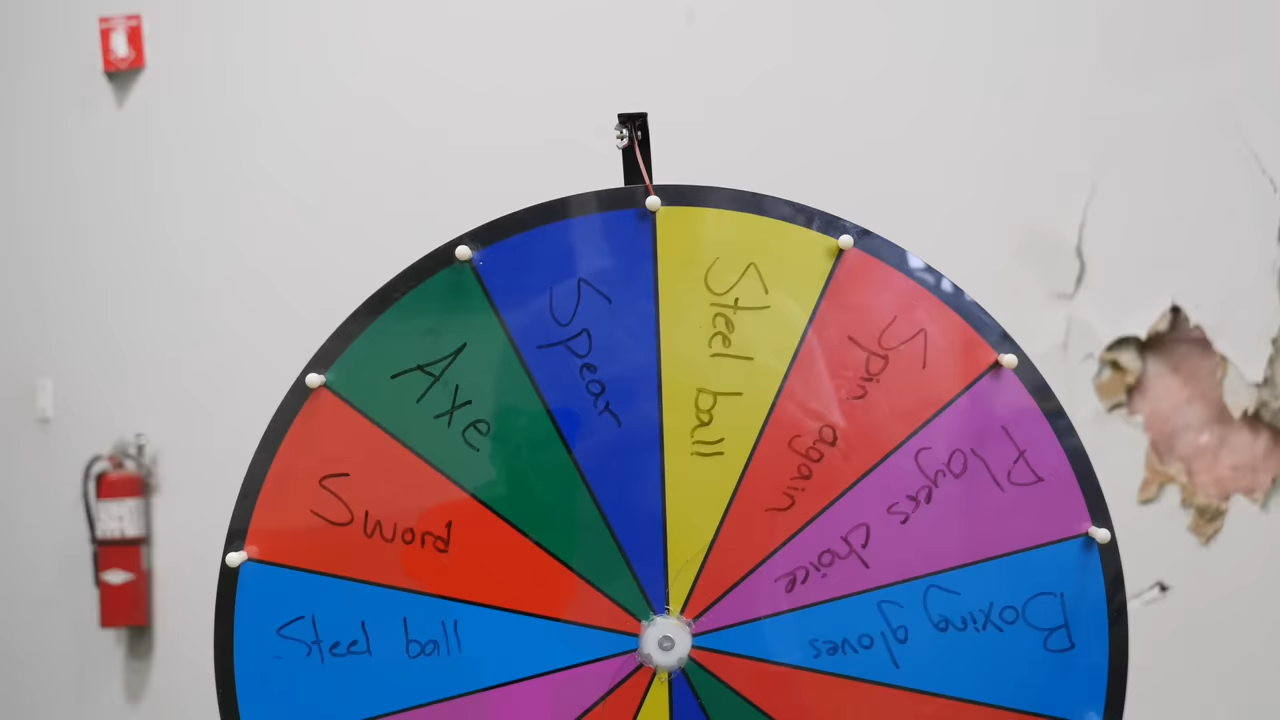 Steel ball
Sword
Axe
Spear
Steel ball
Spin again
Players choice
Boxing gloves